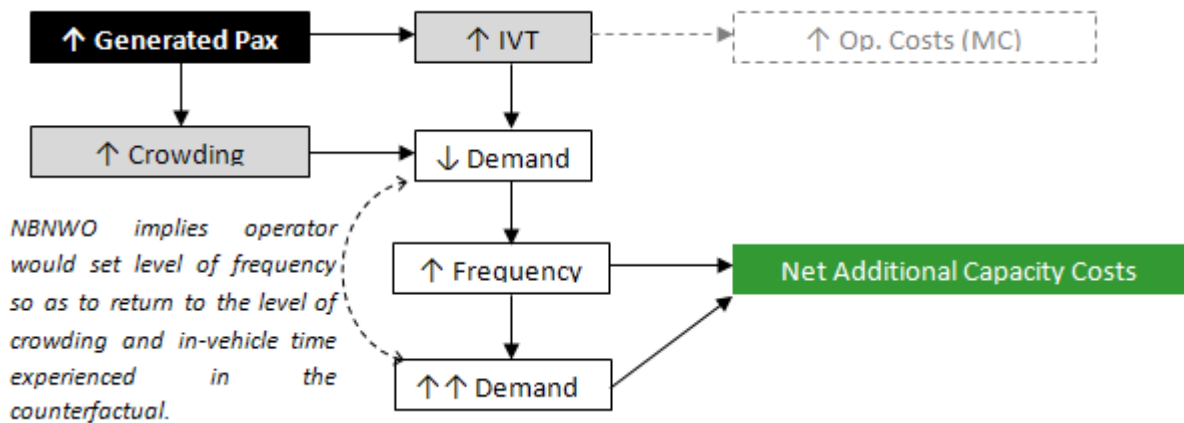 ↑ Generated Pax
↑ IVT
↑ Op. Costs (MC)
↑ Crowding
↓ Demand
NBNWO implies operator
would set level of frequency
so as to return to the level of
crowding and in-vehicle time
experienced in the
counterfactual.
↑ Frequency
Net Additional Capacity Costs
↑↑ Demand